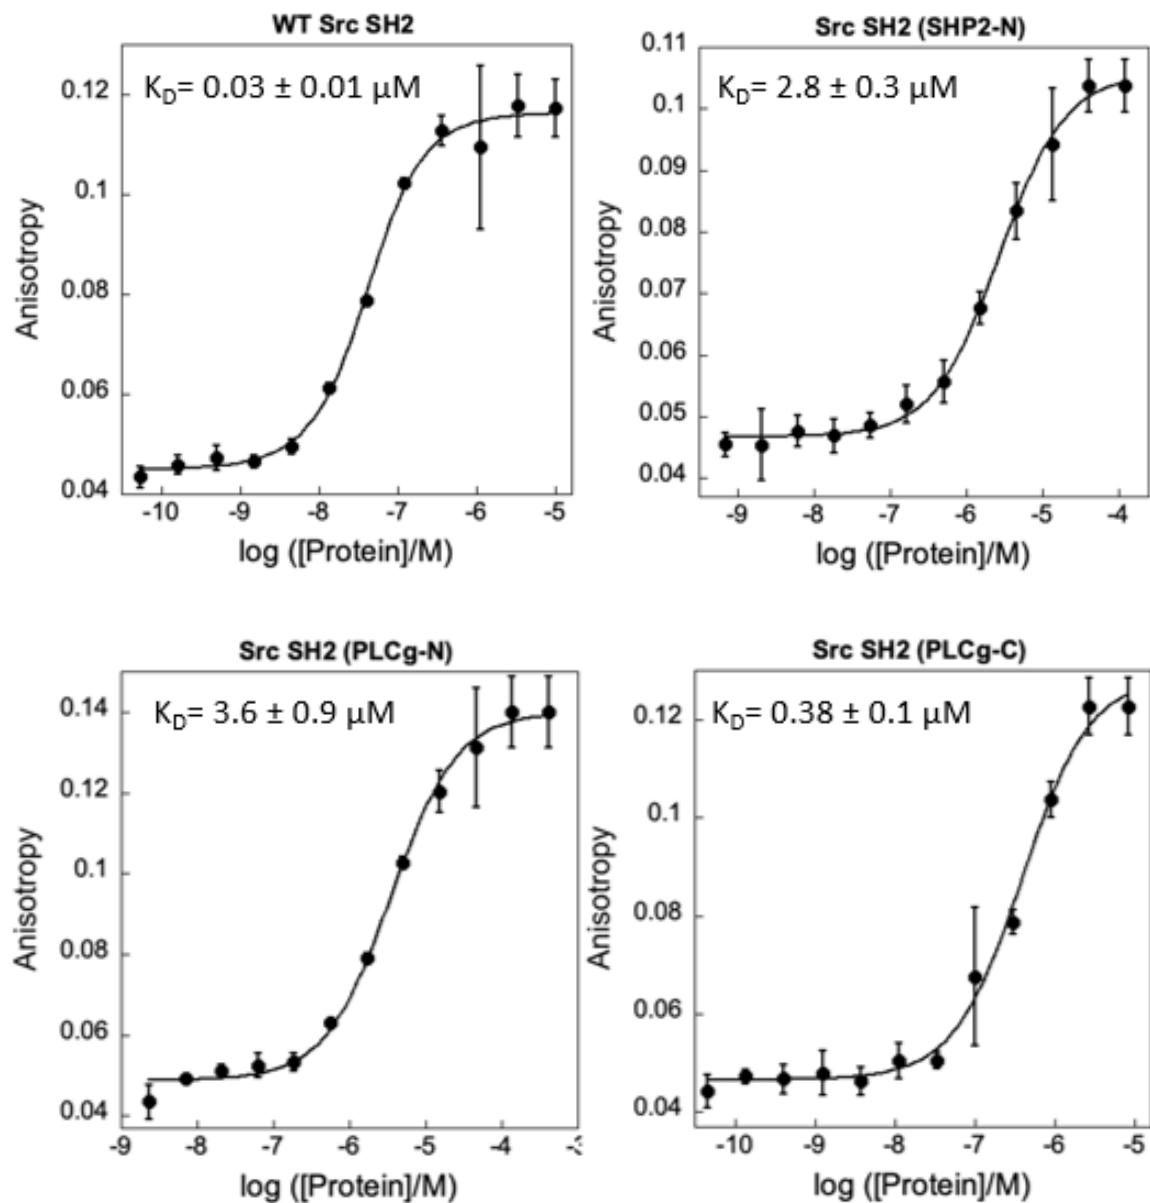 WT Src SH2
K_D= 0.03 ± 0.01 µM
Anisotropy
0.12
0.1
0.08
0.06
0.04
-10 -9 -8 -7 -6 -5
log ([Protein]/M)
Src SH2 (SHP2-N)
K_D= 2.8 ± 0.3 µM
Anisotropy
0.11
0.1
0.09
0.08
0.07
0.06
0.05
0.04
-9 -8 -7 -6 -5 -4
log ([Protein]/M)
Src SH2 (PLCg-N)
K_D= 3.6 ± 0.9 µM
Anisotropy
0.14
0.12
0.1
0.08
0.06
0.04
-9 -8 -7 -6 -5 -4
log ([Protein]/M)
Src SH2 (PLCg-C)
K_D= 0.38 ± 0.1 µM
Anisotropy
0.12
0.1
0.08
0.06
0.04
-10 -9 -8 -7 -6 -5
log ([Protein]/M)